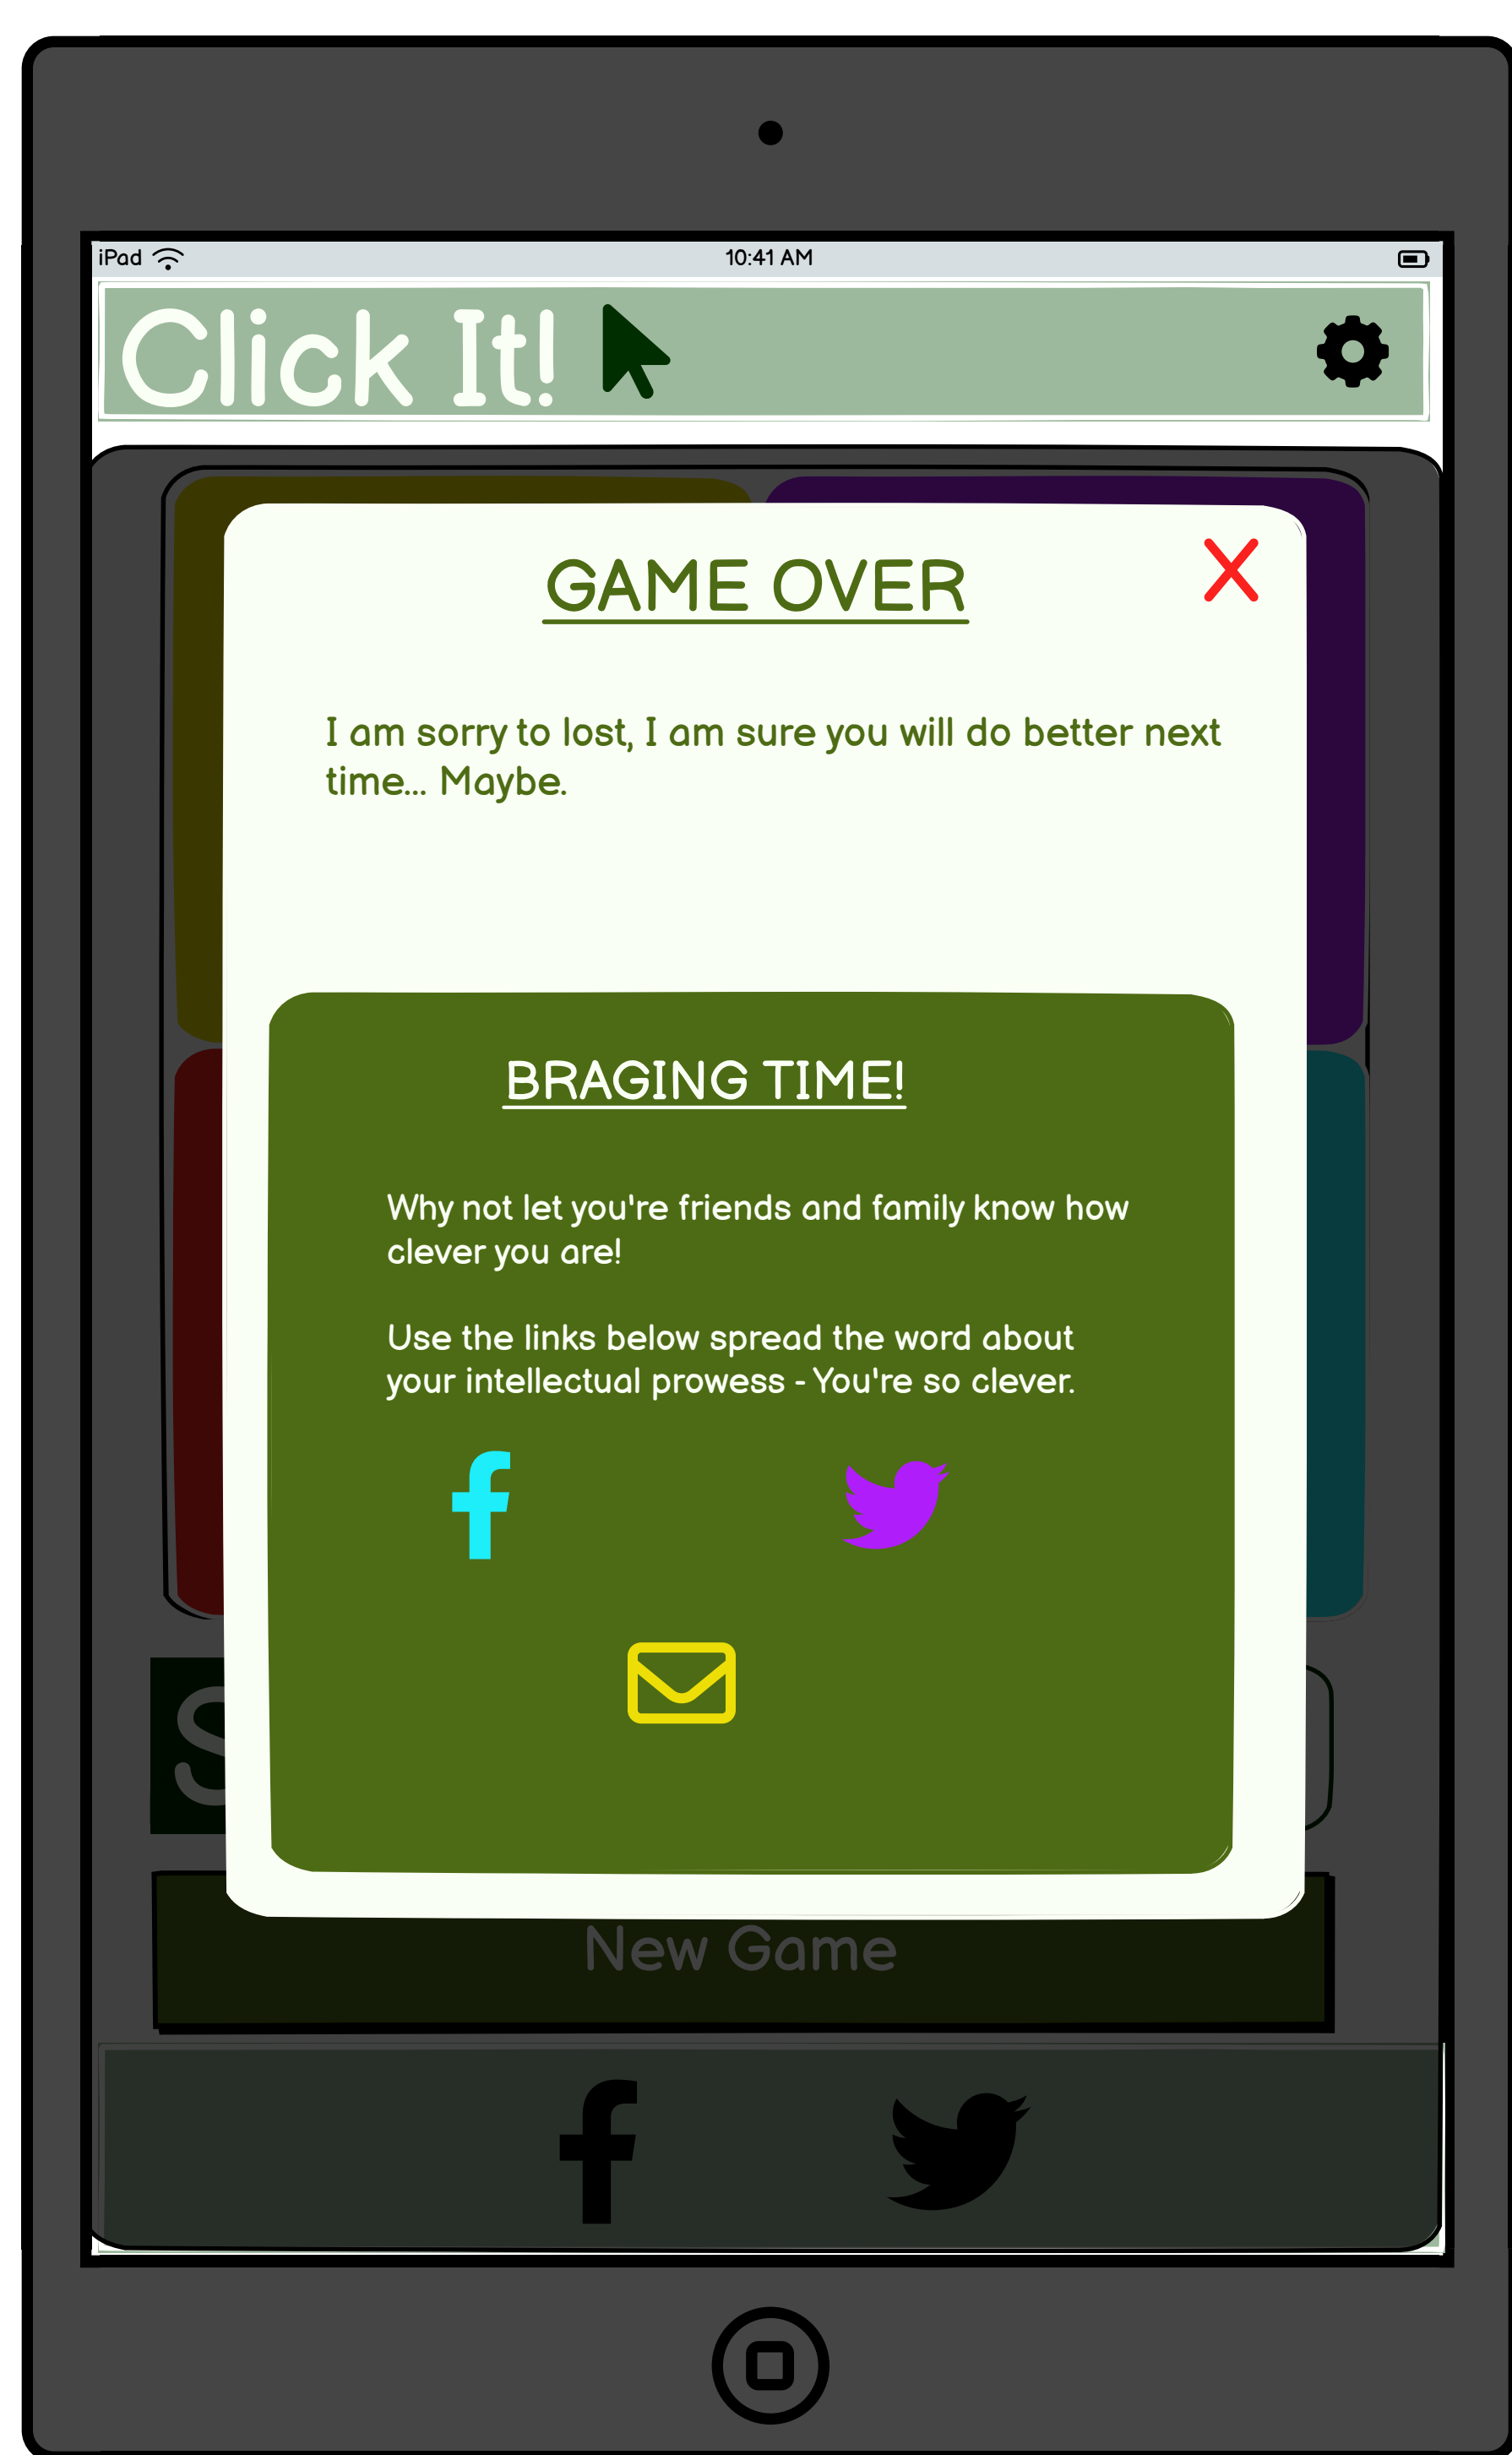 iPad
10:41 AM
Click It!
GAME OVER
I am sorry to lost, I am sure you will do better next
time... Maybe.
BRAGING TIME!
Why not let you're friends and family know how
clever you are!
Use the links below spread the word about
your intellectual prowess - You're so clever.
S
New Game